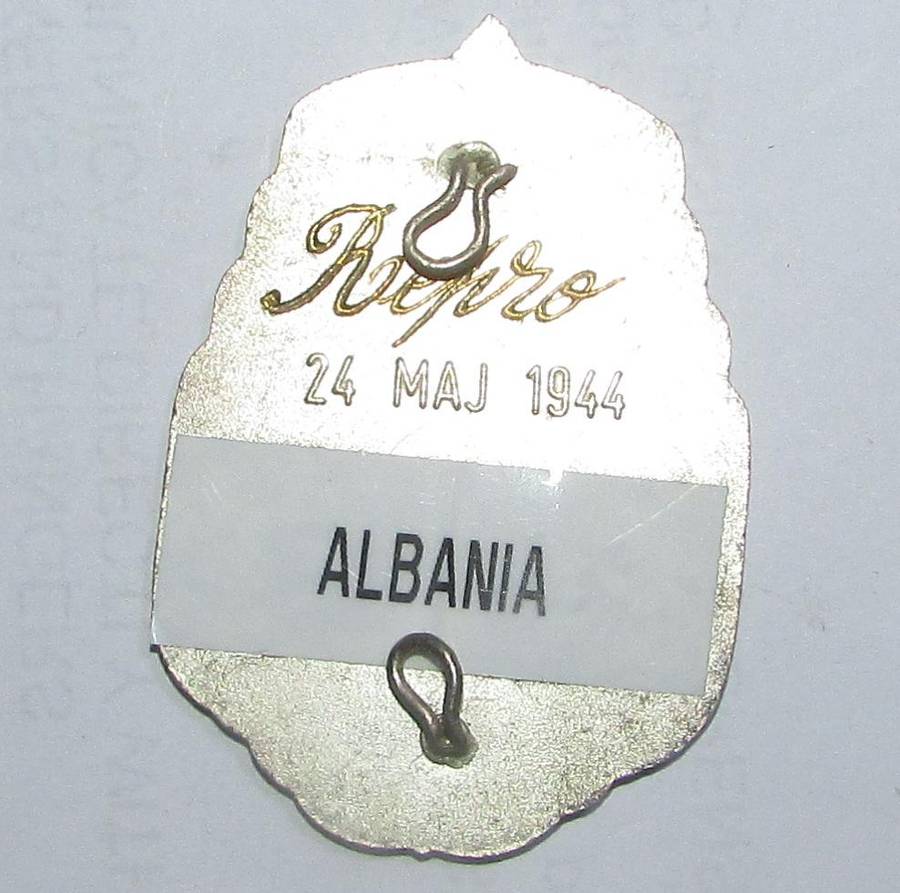 Repro
24 MAJ 1944
ALBANIA